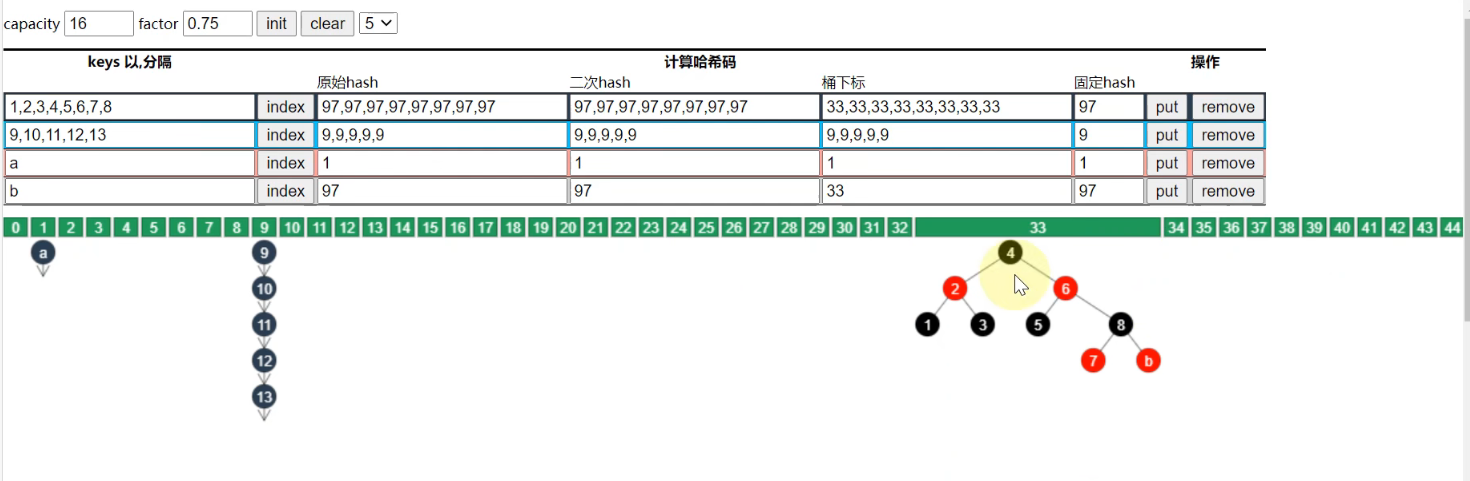 capacity 16 factor 0.75 init clear 5
keys 以,分隔 计算哈希码 操作
原始hash 二次hash 桶下标 固定hash
1,2,3,4,5,6,7,8 index 97,97,97,97,97,97,97,97 97,97,97,97,97,97,97,97 33,33,33,33,33,33,33,33 97 put remove
9,10,11,12,13 index 9,9,9,9,9 9,9,9,9,9 9,9,9,9,9 9 put remove
a index 1 1 1 1 put remove
b index 97 97 33 97 put remove
0 1 2 3 4 5 6 7 8 9 10 11 12 13 14 15 16 17 18 19 20 21 22 23 24 25 26 27 28 29 30 31 32 33 34 35 36 37 38 39 40 41 42 43 44
a 9 4
10 2 6
11 1 3 5 8
12 7 b
13